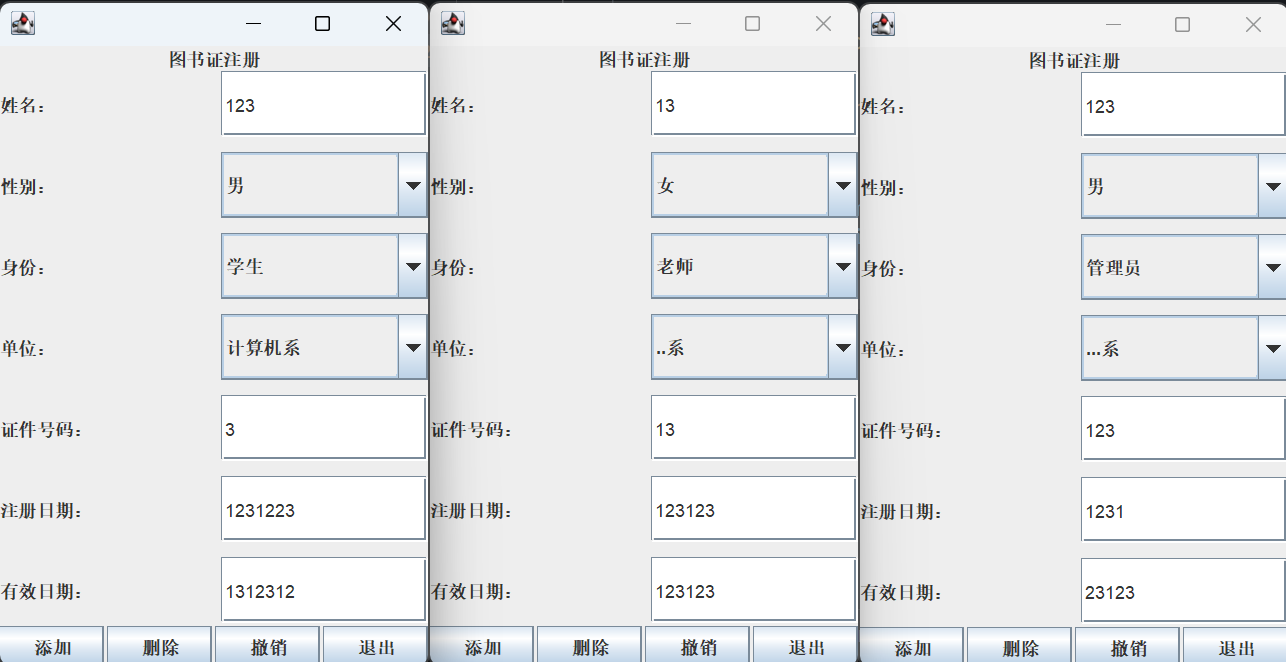 图书证注册
姓名：
123
性别：
男
身份：
学生
单位：
计算机系
证件号码：
3
注册日期：
1231223
有效日期：
1312312
添加 删除 撤销 退出
图书证注册
姓名：
13
性别：
女
身份：
老师
单位：
..系
证件号码：
13
注册日期：
123123
有效日期：
123123
添加 删除 撤销 退出
图书证注册
姓名：
123
性别：
男
身份：
管理员
单位：
...系
证件号码：
123
注册日期：
1231
有效日期：
23123
添加 删除 撤销 退出